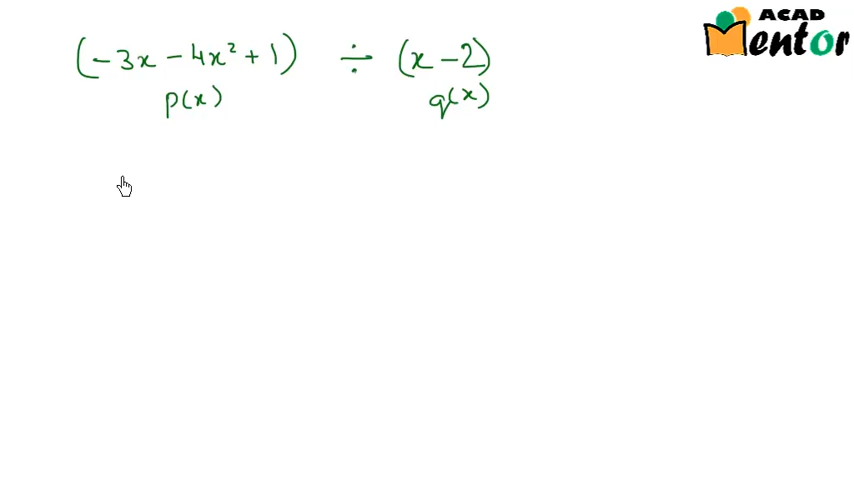 (-3x - 4x² + 1) ÷ (x - 2)
p(x) q(x)
ACAD
Mentor